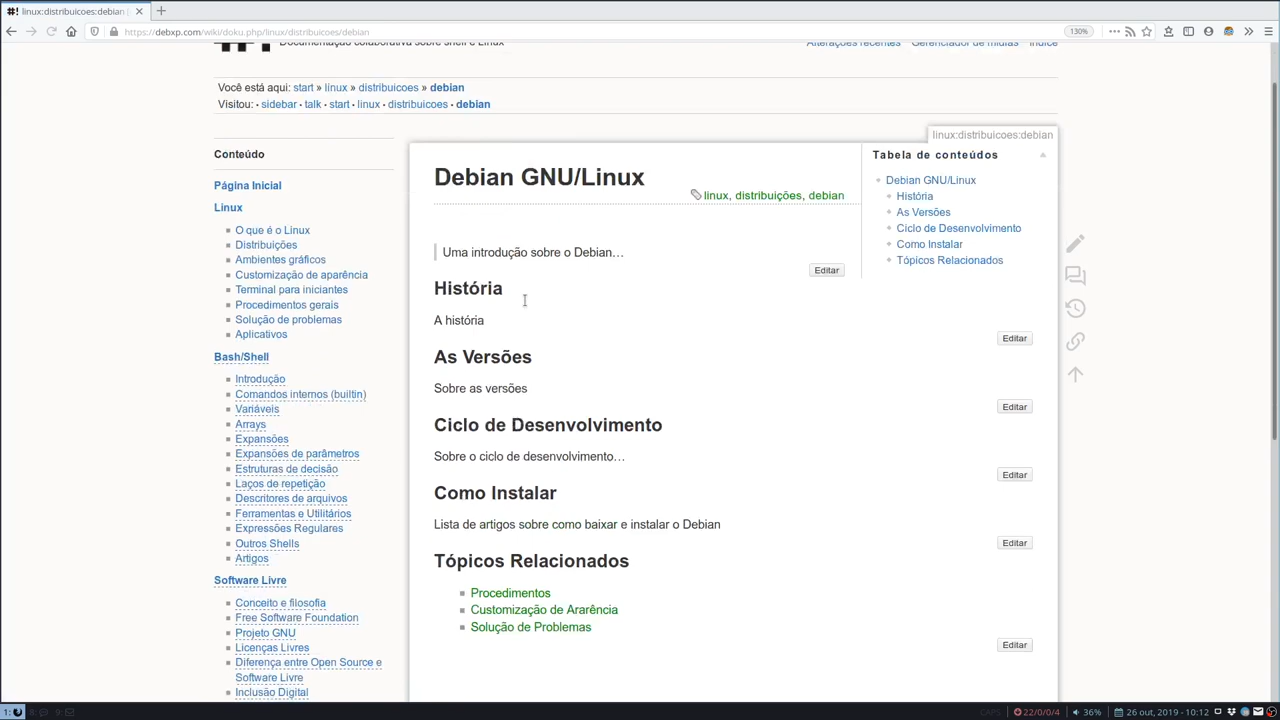 linux:distribuicoes:debian
https://debxp.com/wiki/doku.php/linux/distribuicoes/debian
130%
Documentação colaborativa sobre shell e Linux
Alterações recentes Gerenciador de mídias Índice
Você está aqui: start » linux » distribuicoes » debian
Visitou: • sidebar • talk • start • linux • distribuicoes • debian
linux:distribuicoes:debian
Conteúdo
Página Inicial
Linux
O que é o Linux
Distribuições
Ambientes gráficos
Customização de aparência
Terminal para iniciantes
Procedimentos gerais
Solução de problemas
Aplicativos
Bash/Shell
Introdução
Comandos internos (builtin)
Variáveis
Arrays
Expansões
Expansões de parâmetros
Estruturas de decisão
Laços de repetição
Descritores de arquivos
Ferramentas e Utilitários
Expressões Regulares
Outros Shells
Artigos
Software Livre
Conceito e filosofia
Free Software Foundation
Projeto GNU
Licenças Livres
Diferença entre Open Source e
Software Livre
Inclusão Digital
Debian GNU/Linux
linux, distribuições, debian
Uma introdução sobre o Debian…
Editar
História
A história
Editar
As Versões
Sobre as versões
Editar
Ciclo de Desenvolvimento
Sobre o ciclo de desenvolvimento…
Editar
Como Instalar
Lista de artigos sobre como baixar e instalar o Debian
Editar
Tópicos Relacionados
Procedimentos
Customização de Ararência
Solução de Problemas
Editar
Tabela de conteúdos
Debian GNU/Linux
História
As Versões
Ciclo de Desenvolvimento
Como Instalar
Tópicos Relacionados
1: 8: 9: CAPS 22/0/0/4 36% 26 out, 2019 - 10:12